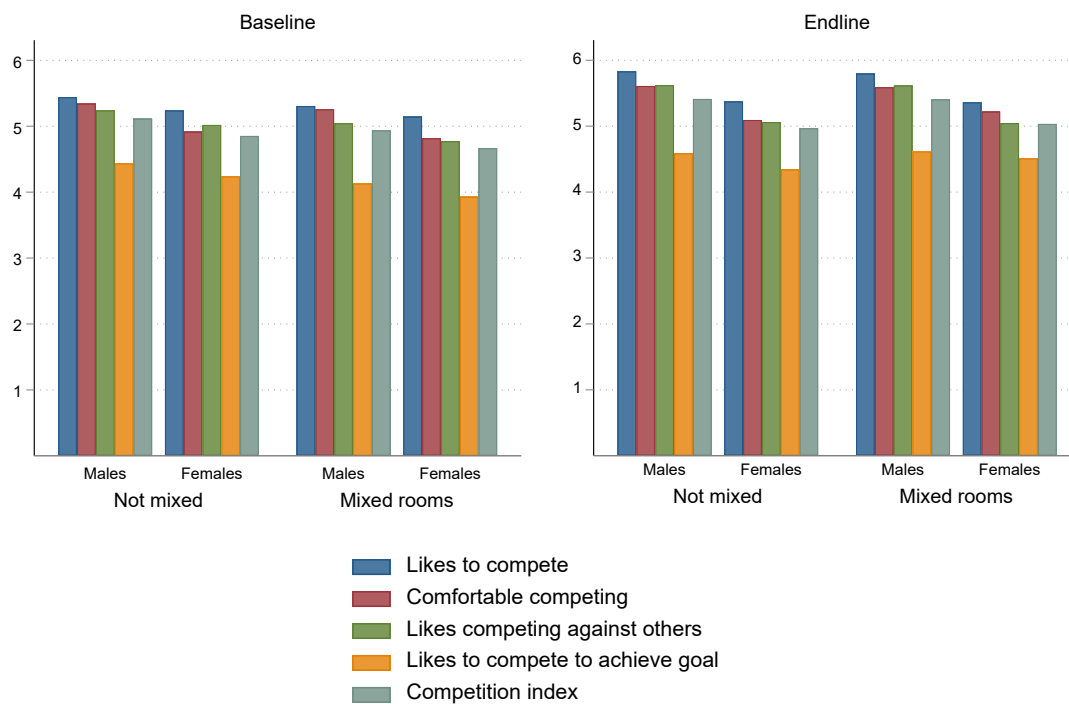 Baseline
6
5
4
3
2
1
Males Females Males Females
Not mixed Mixed rooms
Endline
6
5
4
3
2
1
Males Females Males Females
Not mixed Mixed rooms
Likes to compete
Comfortable competing
Likes competing against others
Likes to compete to achieve goal
Competition index